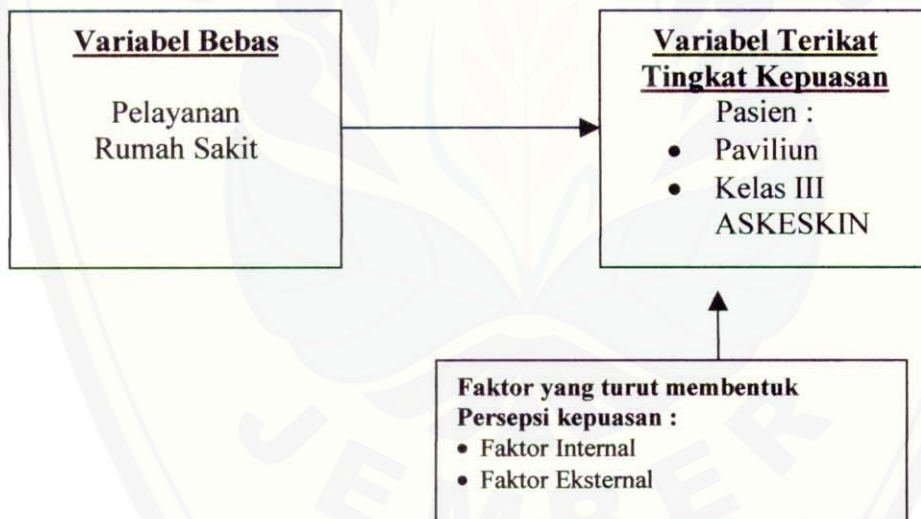 Variabel Bebas
Pelayanan
Rumah Sakit
Variabel Terikat
Tingkat Kepuasan
Pasien :
• Paviliun
• Kelas III
ASKESKIN
Faktor yang turut membentuk
Persepsi kepuasan :
• Faktor Internal
• Faktor Eksternal
JEMBER